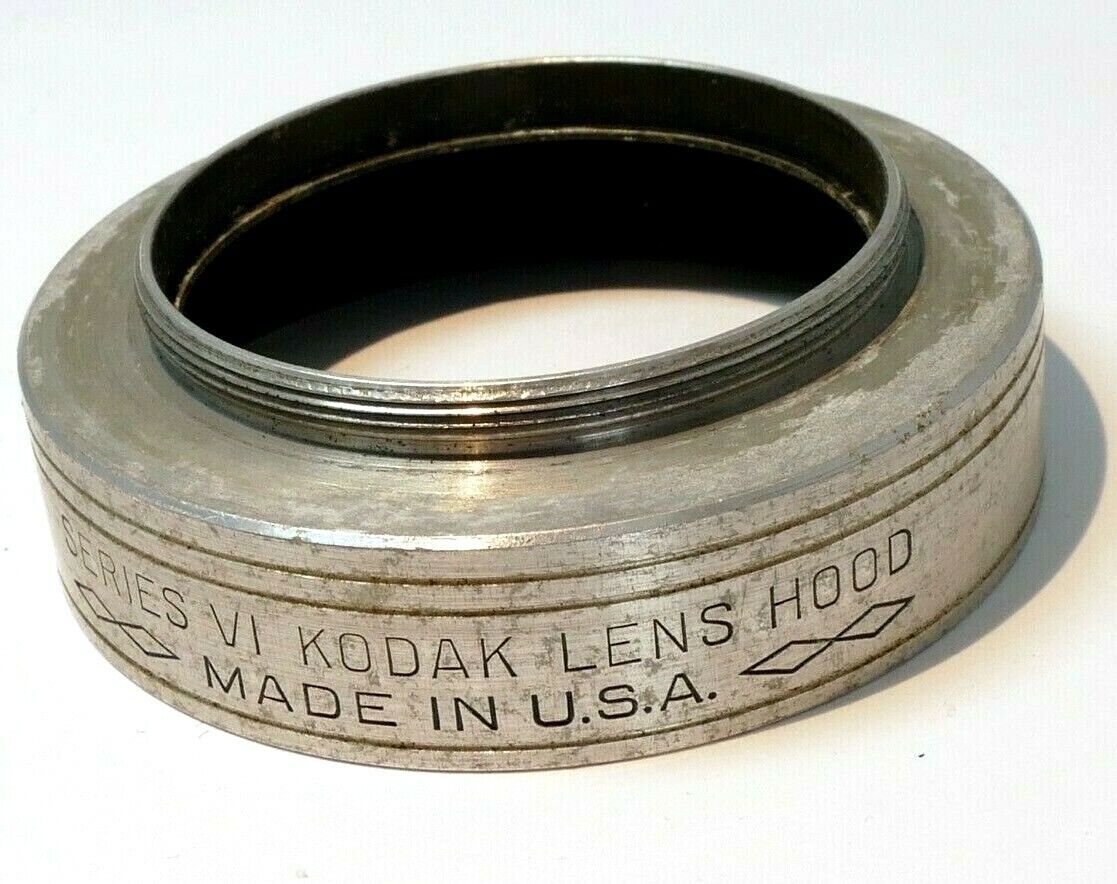 SERIES VI KODAK LENS HOOD
MADE IN U.S.A.